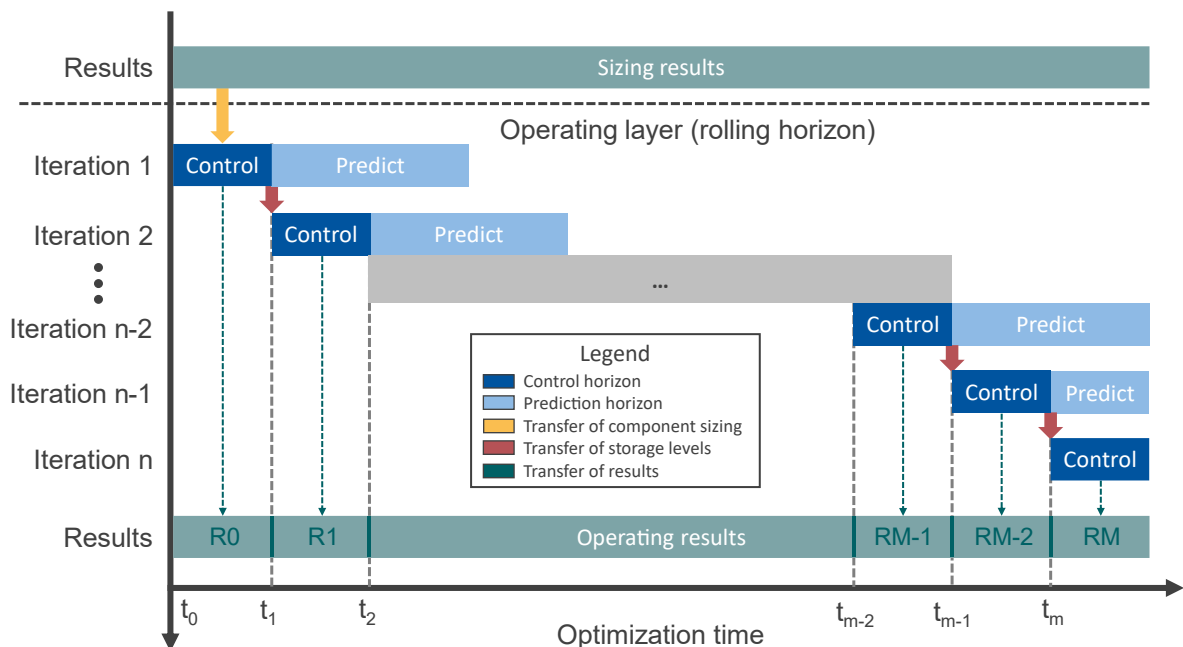 Results
Sizing results
Operating layer (rolling horizon)
Iteration 1
Control
Predict
Iteration 2
Control
Predict
...
Iteration n-2
Control
Predict
Legend
Control horizon
Prediction horizon
Transfer of component sizing
Transfer of storage levels
Transfer of results
Iteration n-1
Control
Predict
Iteration n
Control
Results
R0
R1
Operating results
RM-1
RM-2
RM
t0
t1
t2
tm-2
tm-1
tm
Optimization time